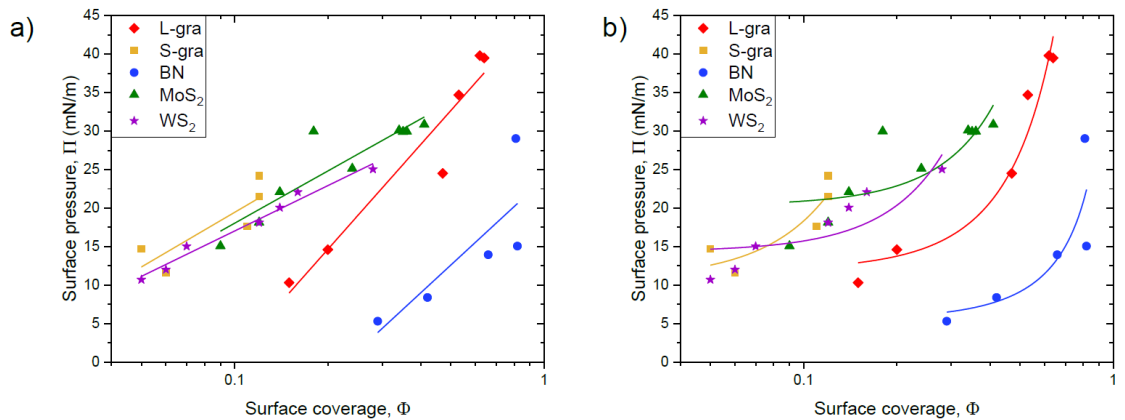 a)
Surface pressure, Π (mN/m)
45
40
35
30
25
20
15
10
5
0
L-gra
S-gra
BN
MoS₂
WS₂
0.1
1
Surface coverage, Φ
b)
Surface pressure, Π (mN/m)
45
40
35
30
25
20
15
10
5
0
L-gra
S-gra
BN
MoS₂
WS₂
0.1
1
Surface coverage, Φ